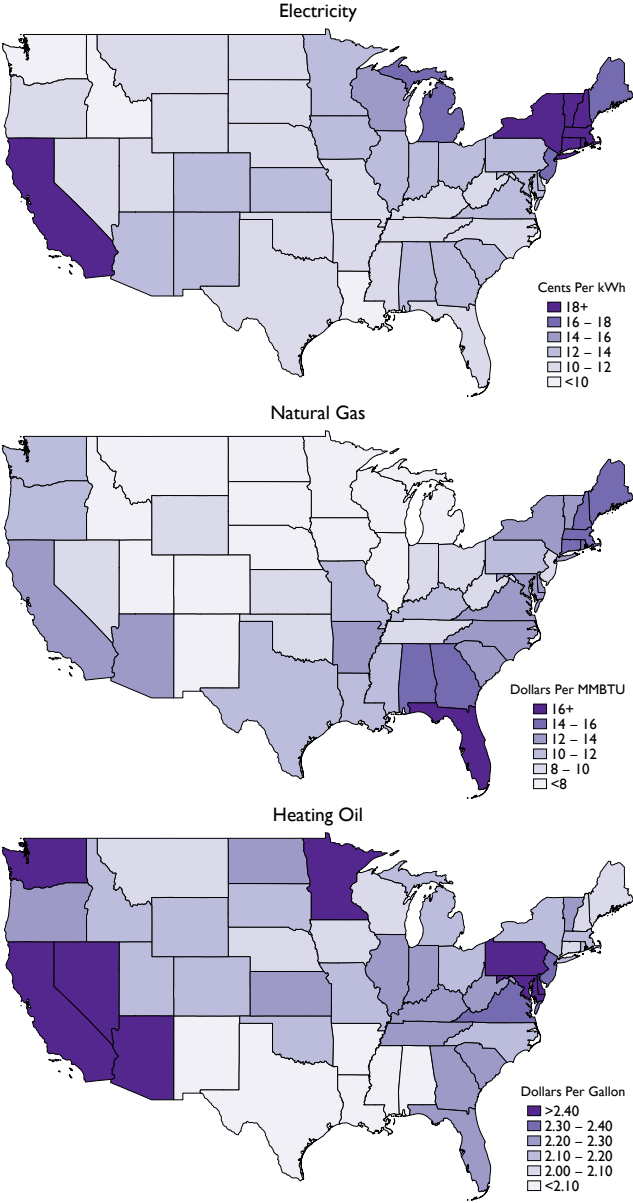 Electricity
Cents Per kWh
18+
16 – 18
14 – 16
12 – 14
10 – 12
<10
Natural Gas
Dollars Per MMBTU
16+
14 – 16
12 – 14
10 – 12
8 – 10
<8
Heating Oil
Dollars Per Gallon
>2.40
2.30 – 2.40
2.20 – 2.30
2.10 – 2.20
2.00 – 2.10
<2.10